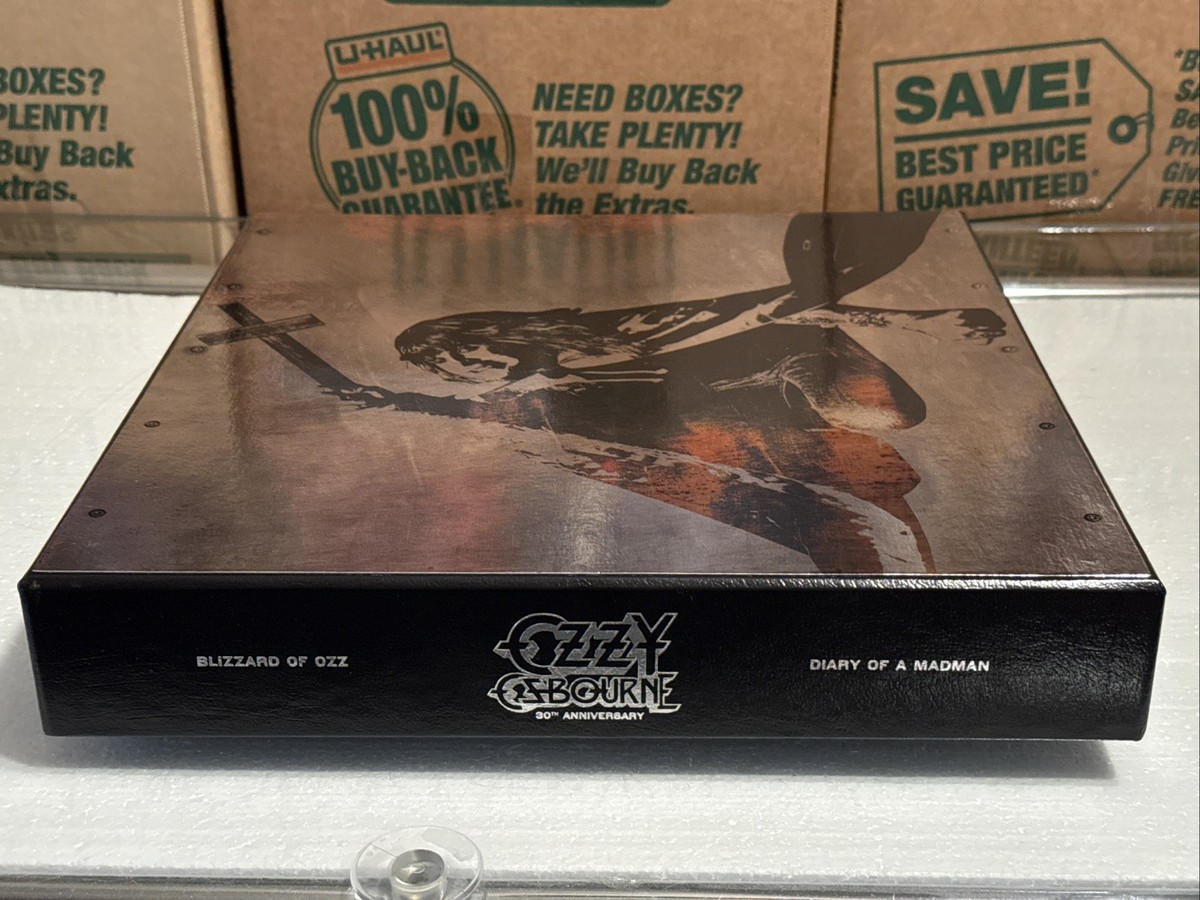 BOXES?
PLENTY!
Buy Back
xtras.
U-HAUL
100%
BUY-BACK
GUARANTEE.
NEED BOXES?
TAKE PLENTY!
We'll Buy Back
the Extras.
SAVE!
BEST PRICE
GUARANTEED*
BLiZZARD OF OZZ
OZZY
OSBOURNE
30TH ANNIVERSARY
DIARY OF A MADMAN